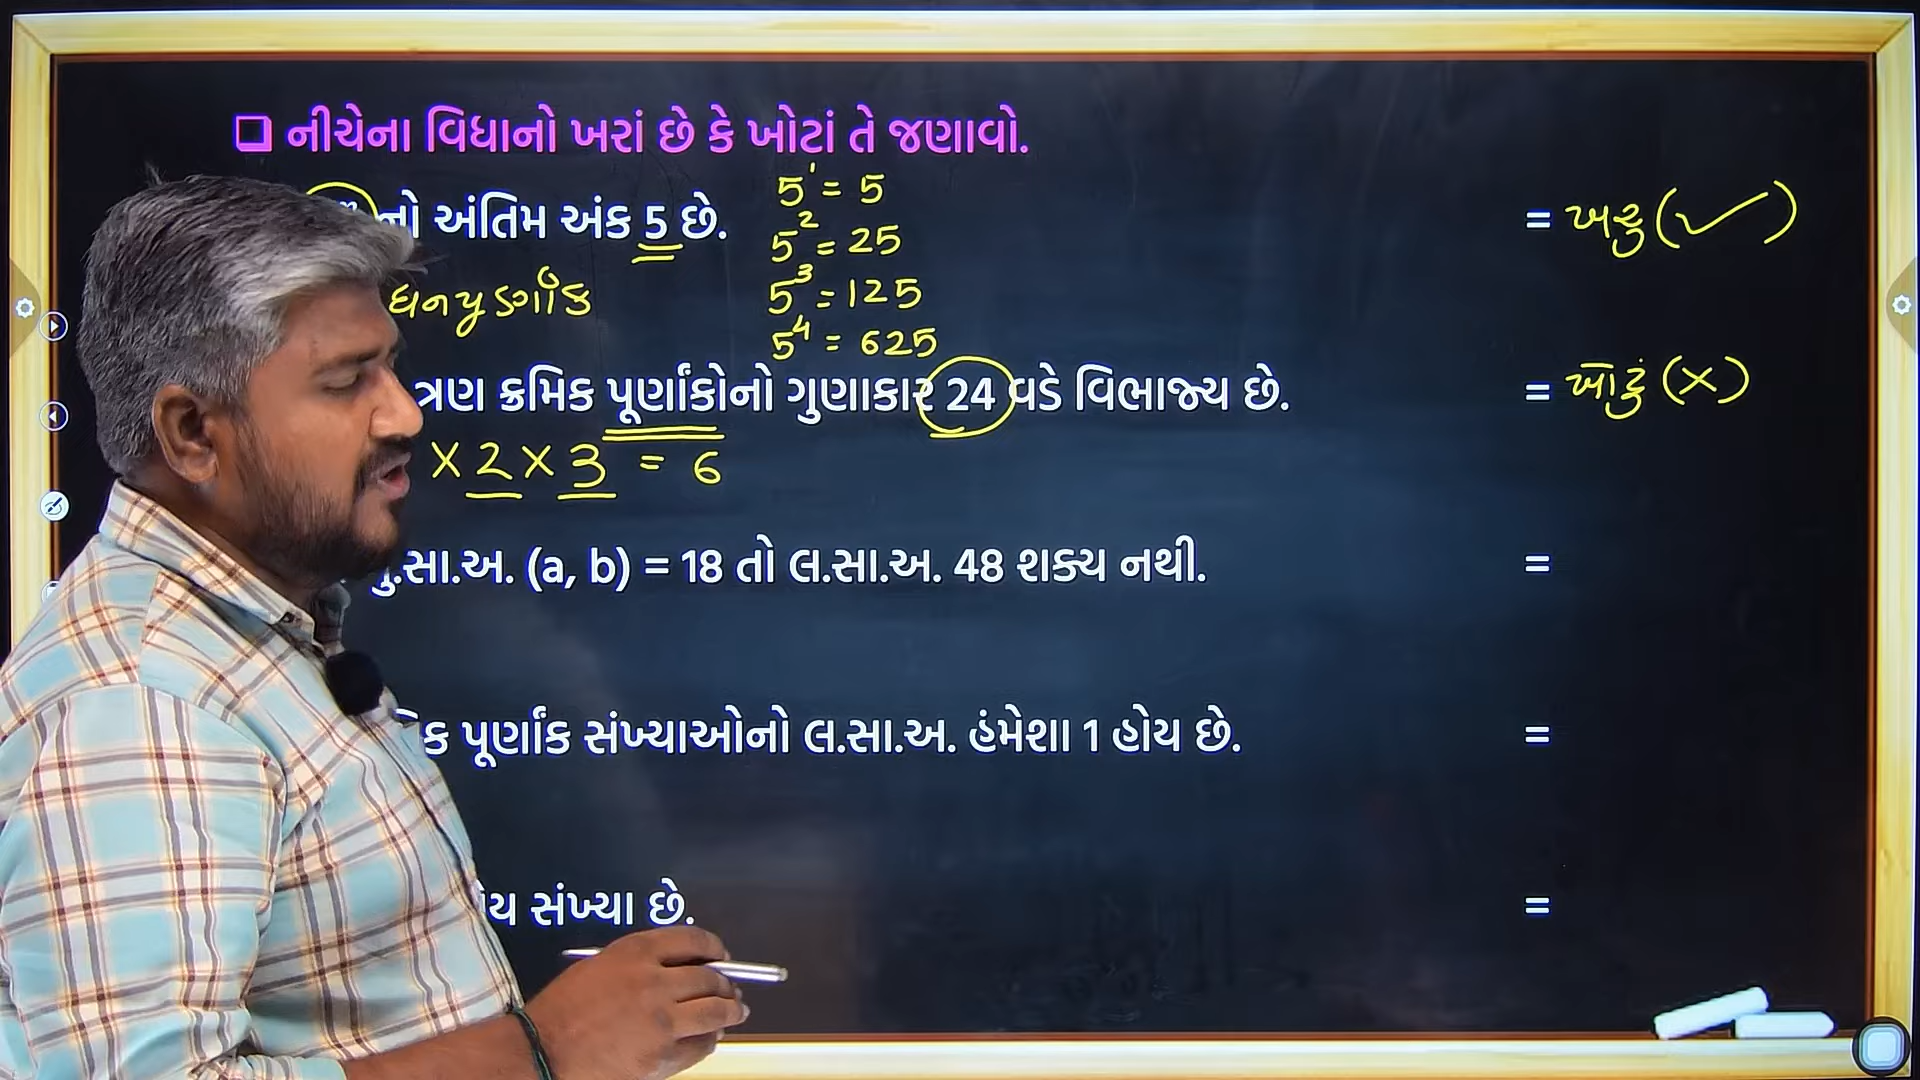 ❑ નીચેના વિધાનો ખરાં છે કે ખોટાં તે જણાવો.
નો અંતિમ અંક 5 છે.
5¹ = 5
= ખરુ (✓)
5² = 25
ધનપૂર્ણાંક
5³ = 125
5⁴ = 625
ત્રણ ક્રમિક પૂર્ણાંકોનો ગુણાકાર 24 વડે વિભાજ્ય છે.
= ખોટું (×)
× 2 × 3 = 6
ગુ.સા.અ. (a, b) = 18 તો લ.સા.અ. 48 શક્ય નથી.
=
પૂર્ણાંક સંખ્યાઓનો લ.સા.અ. હંમેશા 1 હોય છે.
=
સંખ્યા છે.
=